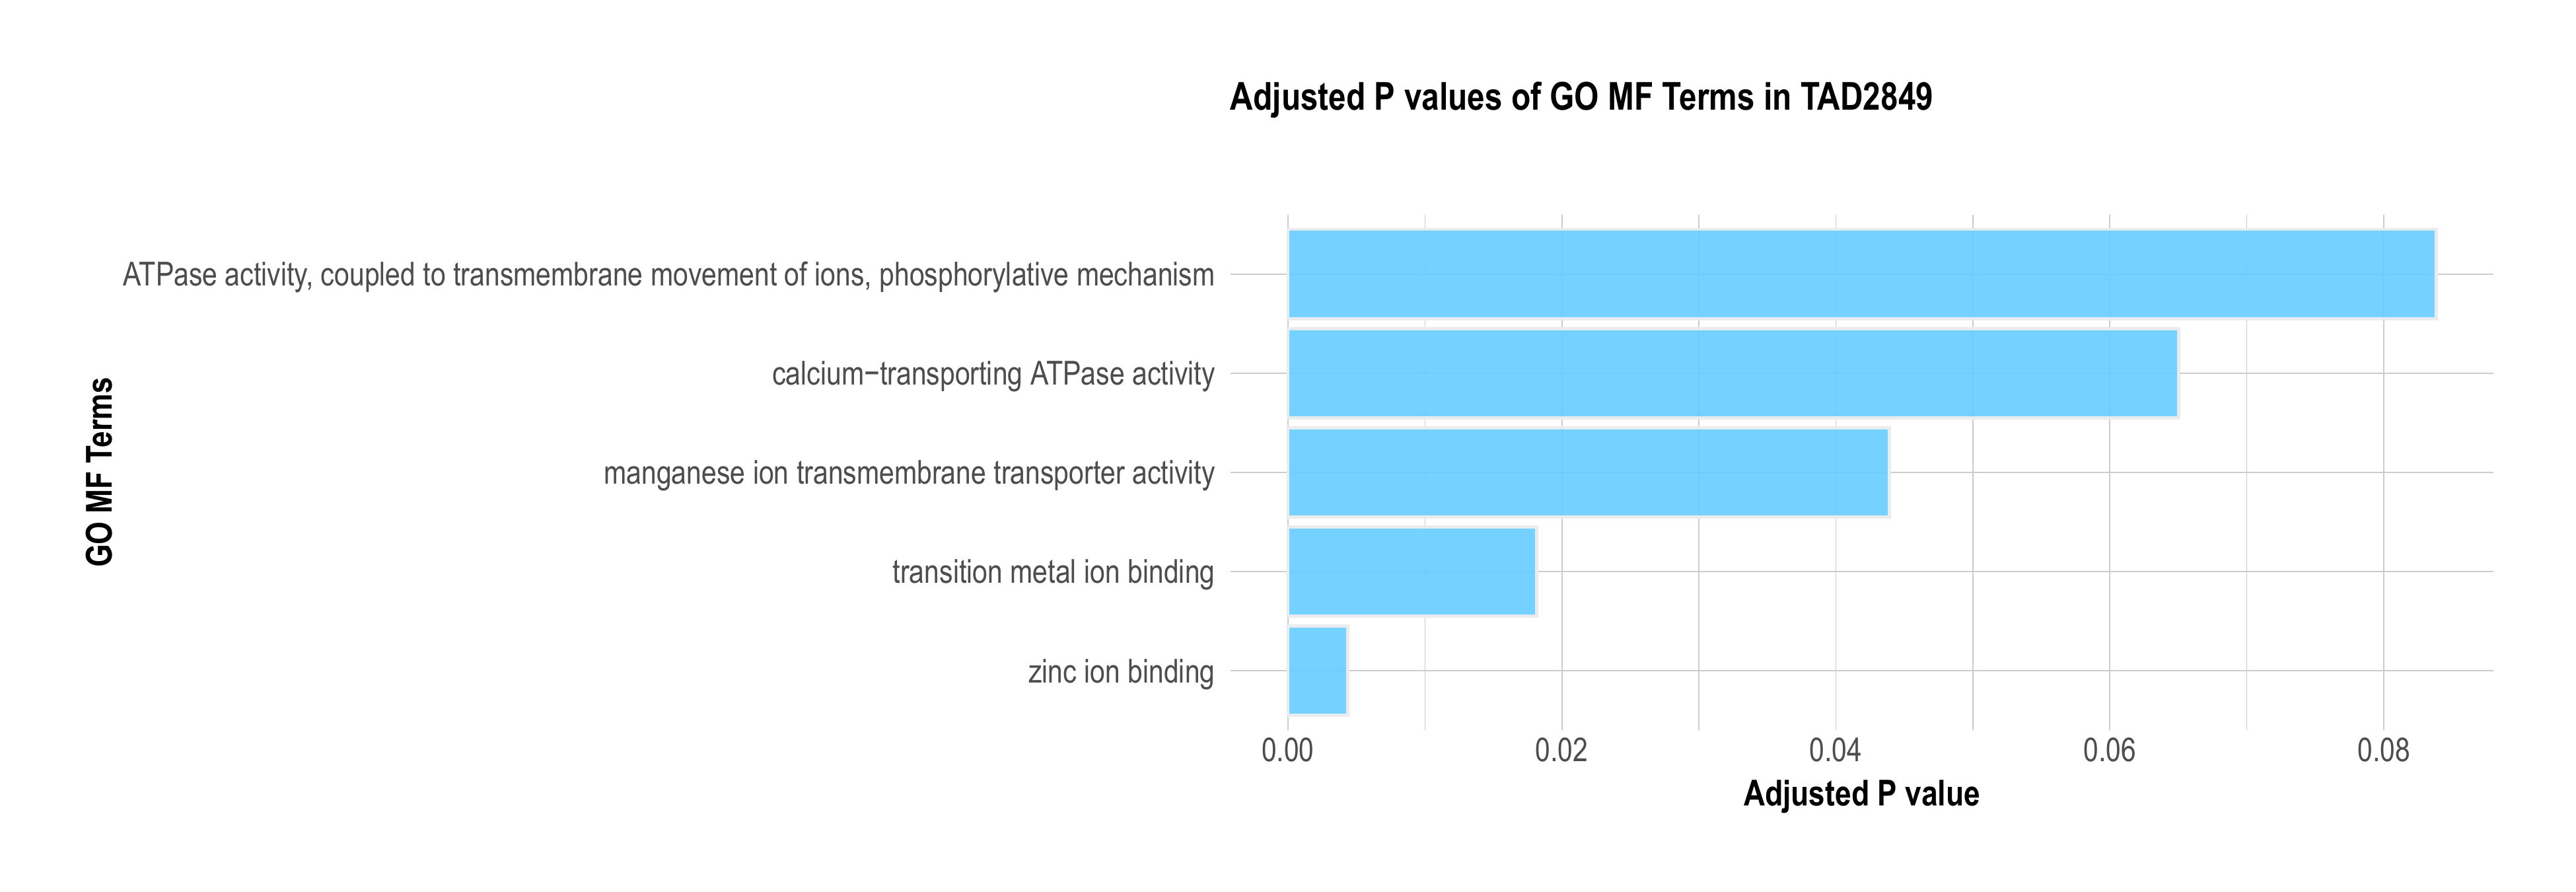 Adjusted P values of GO MF Terms in TAD2849
GO MF Terms
ATPase activity, coupled to transmembrane movement of ions, phosphorylative mechanism
calcium−transporting ATPase activity
manganese ion transmembrane transporter activity
transition metal ion binding
zinc ion binding
0.00 0.02 0.04 0.06 0.08
Adjusted P value